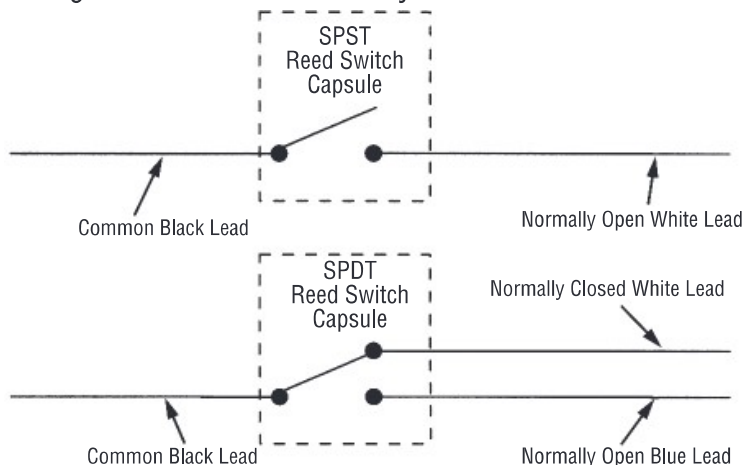 SPST
Reed Switch
Capsule
Common Black Lead
Normally Open White Lead
SPDT
Reed Switch
Capsule
Normally Closed White Lead
Common Black Lead
Normally Open Blue Lead